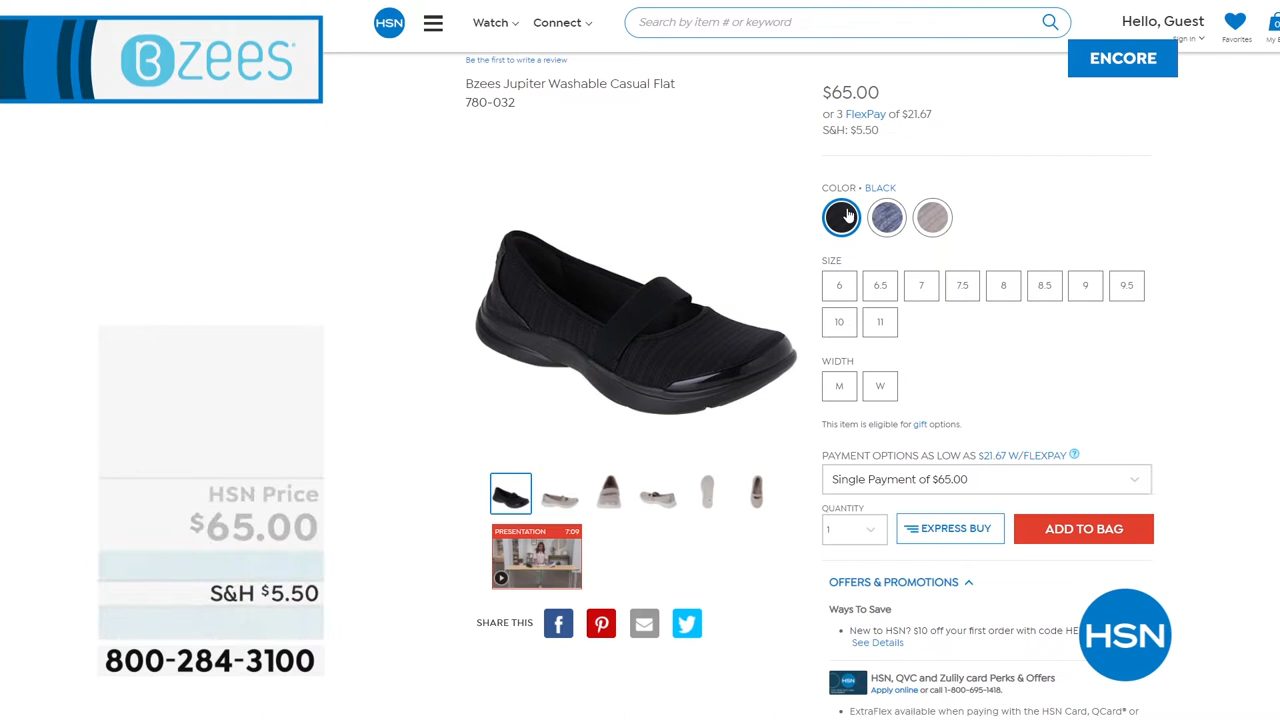 Bzees
HSN
Watch
Connect
Search by item # or keyword
Hello, Guest
Sign In
Favorites
My B
0
ENCORE
Be the first to write a review
Bzees Jupiter Washable Casual Flat
780-032
$65.00
or 3 FlexPay of $21.67
S&H: $5.50
COLOR • BLACK
SIZE
6 6.5 7 7.5 8 8.5 9 9.5
10 11
WIDTH
M W
This item is eligible for gift options.
PAYMENT OPTIONS AS LOW AS $21.67 W/FLEXPAY ?
Single Payment of $65.00
QUANTITY
1
EXPRESS BUY
ADD TO BAG
PRESENTATION 7:09
SHARE THIS
OFFERS & PROMOTIONS
Ways To Save
• New to HSN? $10 off your first order with code HE
See Details
HSN, QVC and Zulily card Perks & Offers
Apply online or call 1-800-695-1418.
• ExtraFlex available when paying with the HSN Card, QCard® or
HSN
HSN Price
$65.00
S&H $5.50
800-284-3100